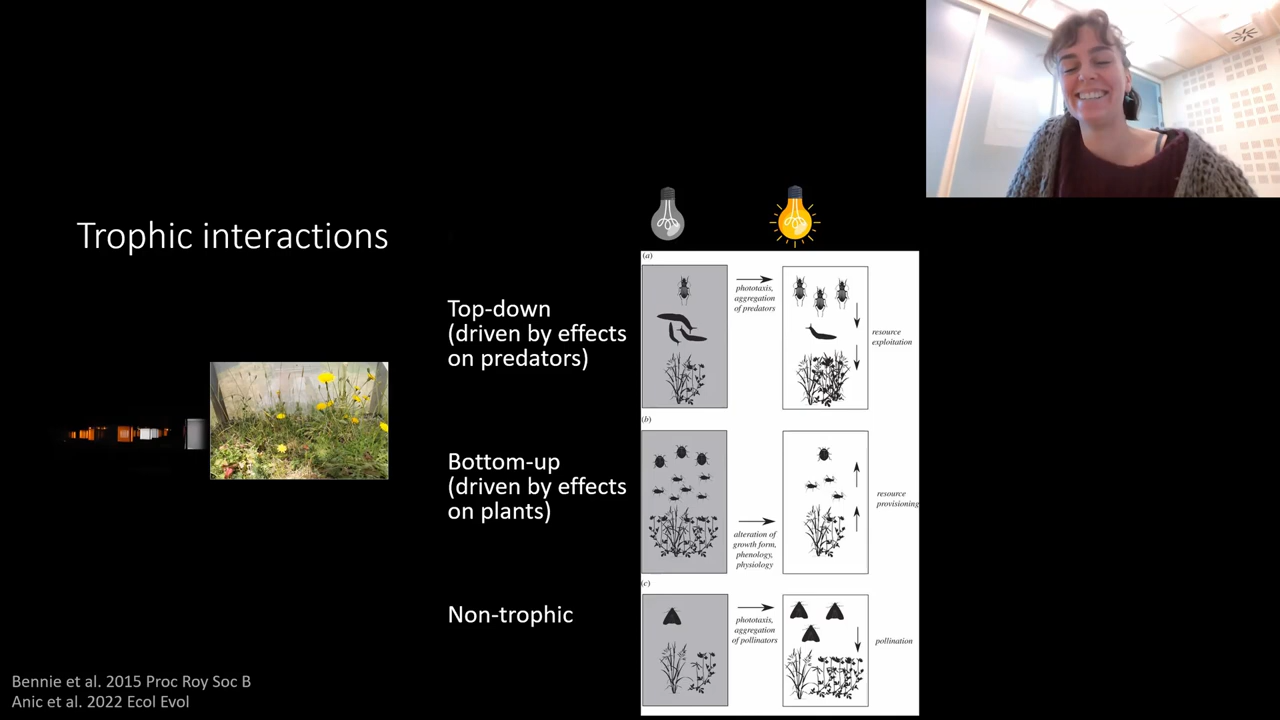 Trophic interactions
Top-down
(driven by effects
on predators)
Bottom-up
(driven by effects
on plants)
Non-trophic
(a)
phototaxis,
aggregation
of predators
resource
exploitation
(b)
alteration of
growth form,
phenology,
physiology
resource
provisioning
(c)
phototaxis,
aggregation
of pollinators
pollination
Bennie et al. 2015 Proc Roy Soc B
Anic et al. 2022 Ecol Evol